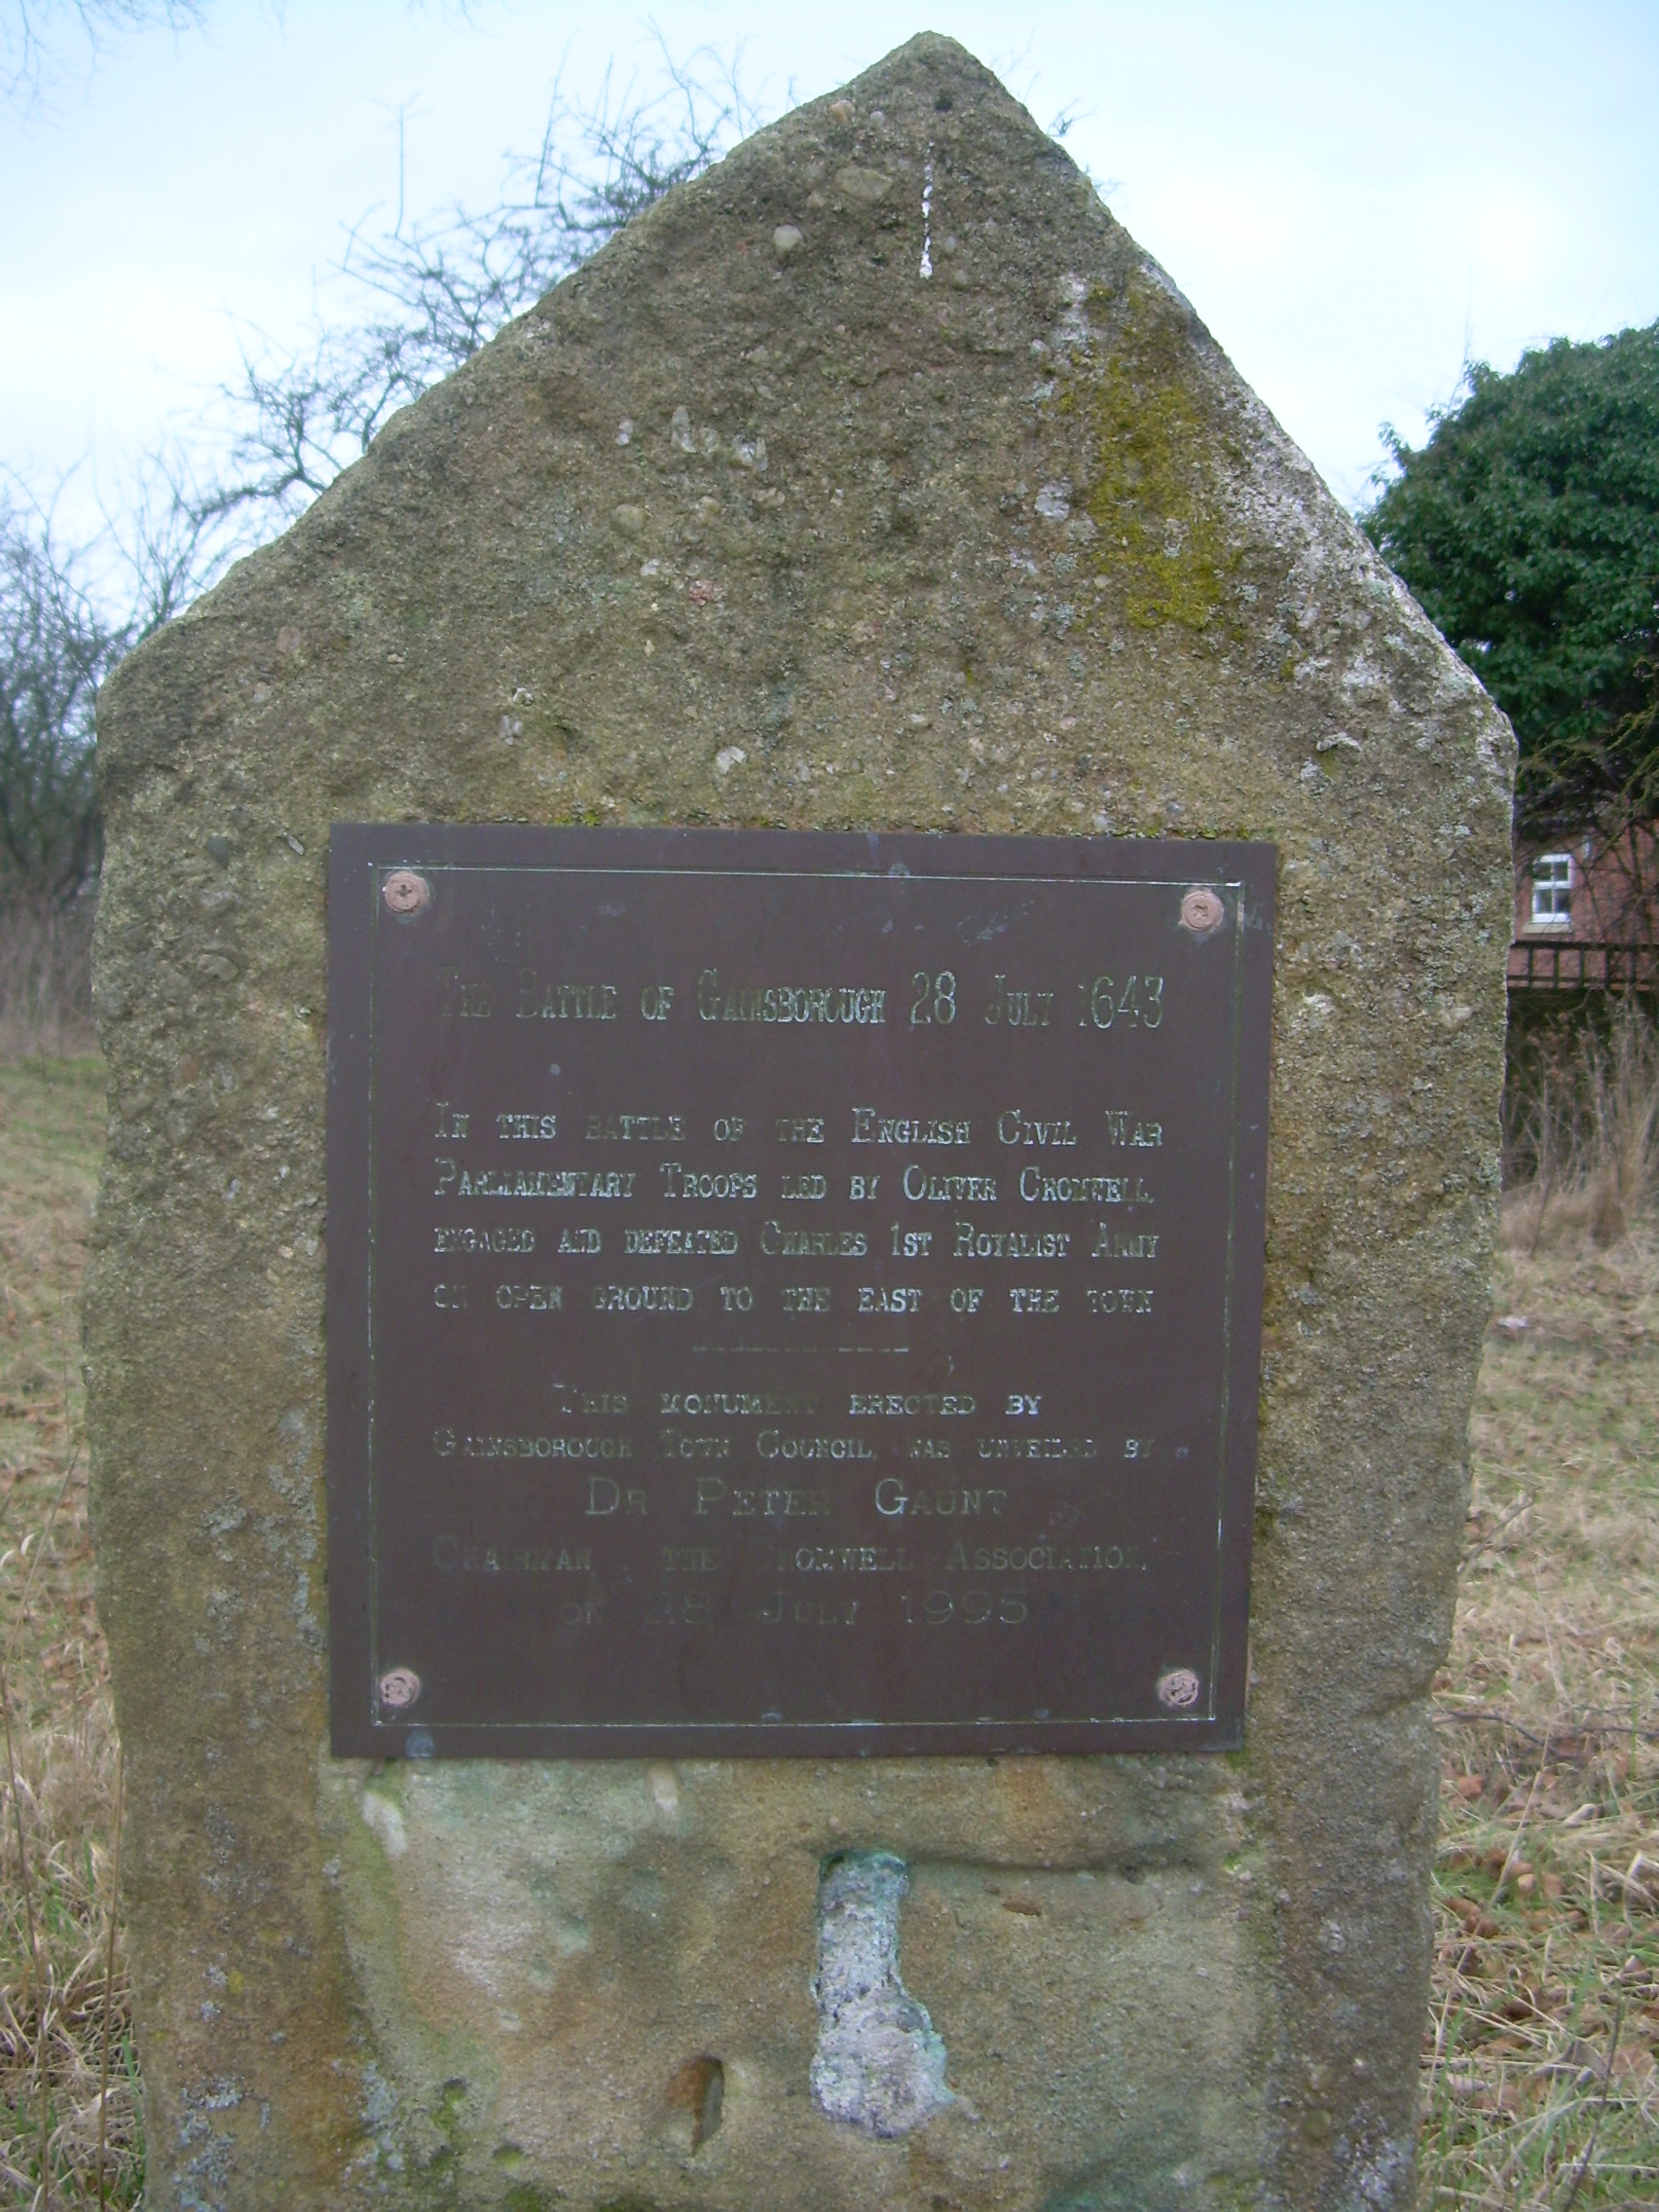 The Battle of Gainsborough 28 July 1643
In this battle of the English Civil War
Parliamentary Troops led by Oliver Cromwell,
engaged and defeated Charles 1st Royalist Army
on open ground to the east of the town
This monument erected by
Gainsborough Town Council, was unveiled by
Dr Peter Gaunt
Chairman, the Cromwell Association,
on 28 July 1995